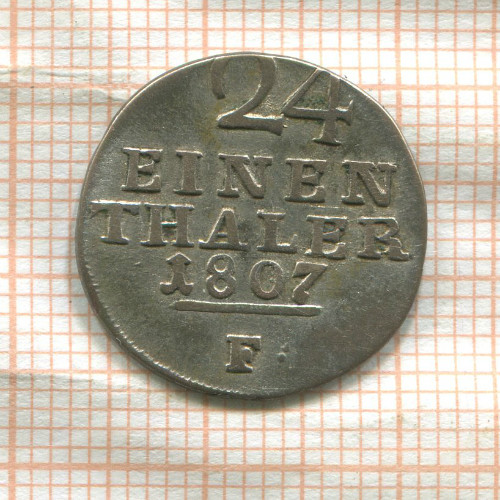 24
EINEN
THALER
1807
F.